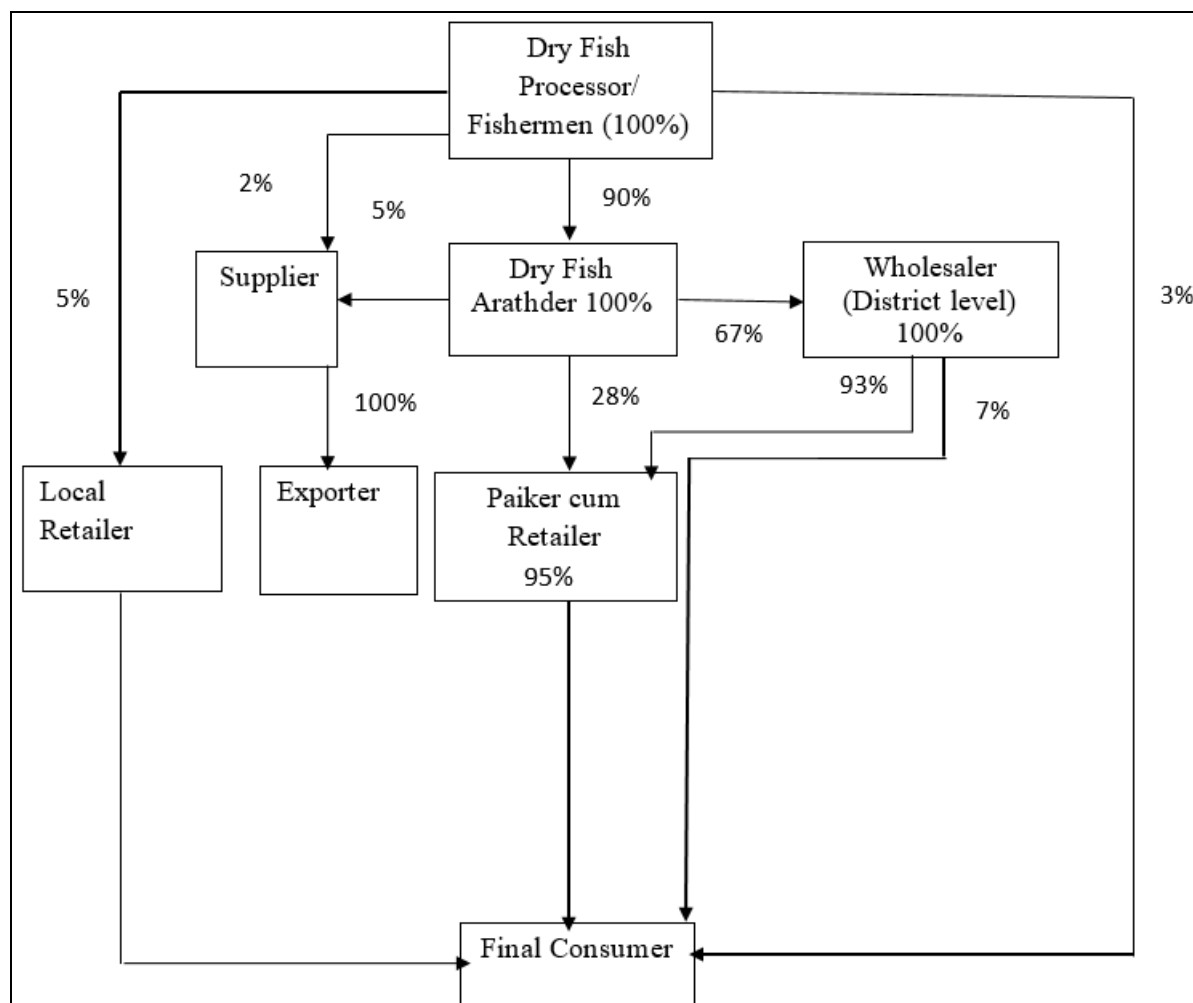 Dry Fish
Processor/
Fishermen (100%)
2%
5%
90%
Supplier
Dry Fish
Arathder 100%
Wholesaler
(District level)
100%
5%
3%
67%
100%
28%
93%
7%
Local
Retailer
Exporter
Paiker cum
Retailer
95%
Final Consumer